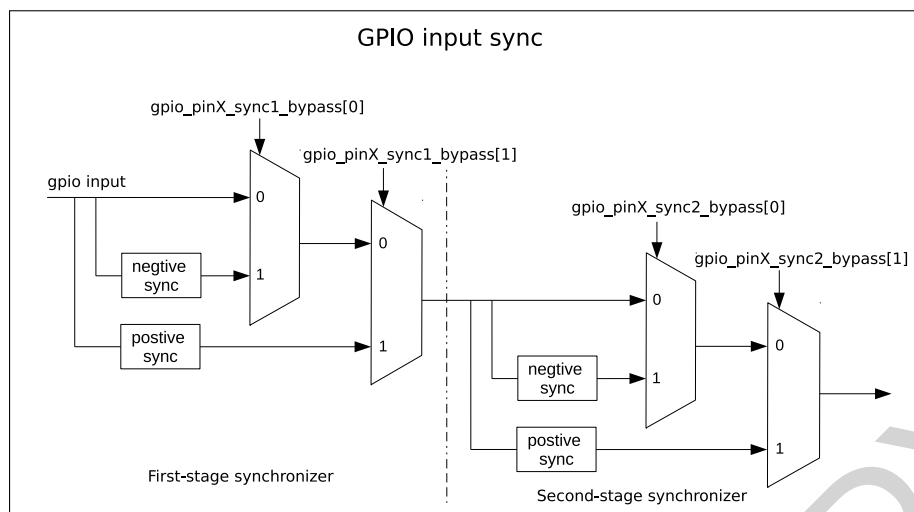 GPIO input sync
gpio_pinX_sync1_bypass[0]
gpio_pinX_sync1_bypass[1]
gpio input
0
0
negtive
sync
1
postive
sync
1
gpio_pinX_sync2_bypass[0]
gpio_pinX_sync2_bypass[1]
0
0
negtive
sync
1
postive
sync
1
First-stage synchronizer
Second-stage synchronizer